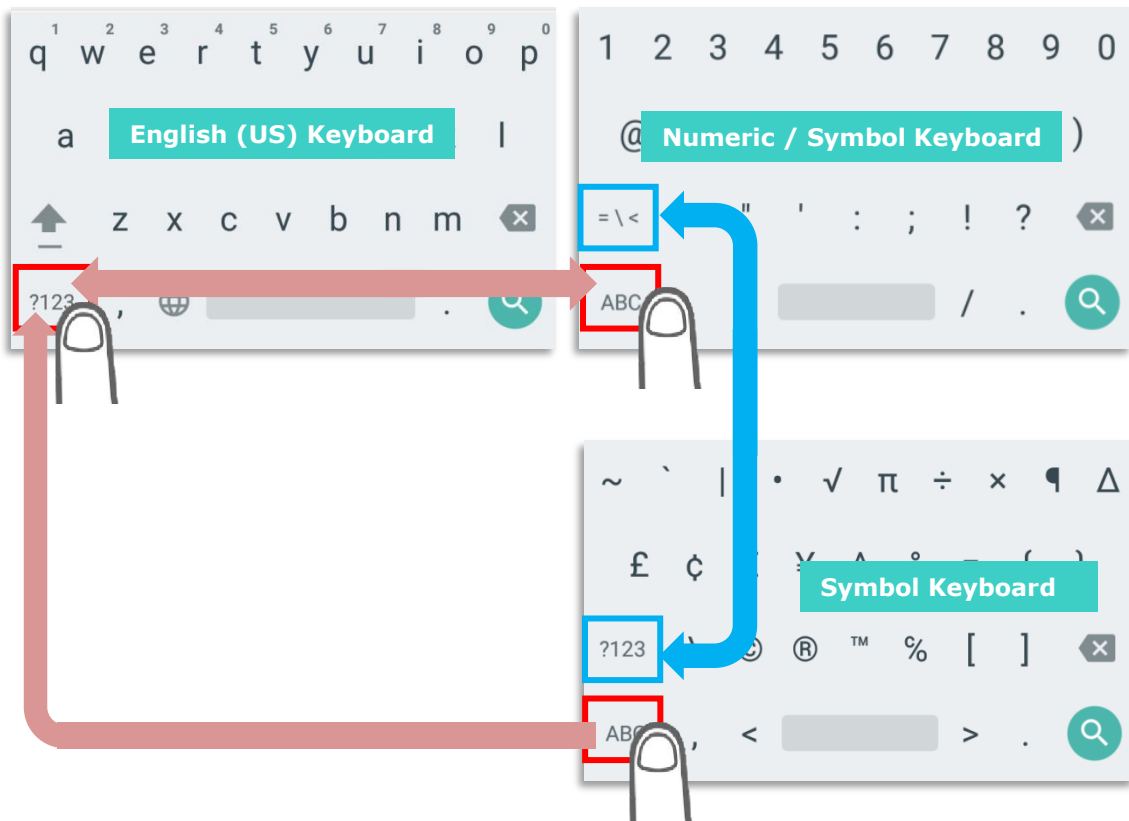 1 2 3 4 5 6 7 8 9 0
q w e r t y u i o p
a English (US) Keyboard l
z x c v b n m
?123 , .
1 2 3 4 5 6 7 8 9 0
@ Numeric / Symbol Keyboard )
= \ < " ' : ; ! ?
ABC / .
~ ` | • √ π ÷ × ¶ Δ
£ ¢
Symbol Keyboard
?123 © ® ™ ℅ [ ]
ABC , < > .